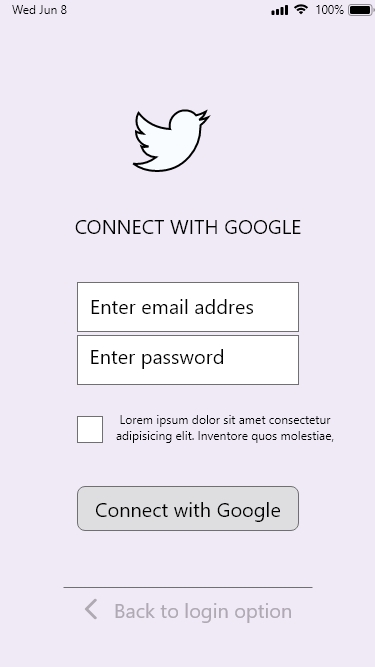 Wed Jun 8 100%
CONNECT WITH GOOGLE
Enter email addres
Enter password
Lorem ipsum dolor sit amet consectetur
adipisicing elit. Inventore quos molestiae,
Connect with Google
Back to login option